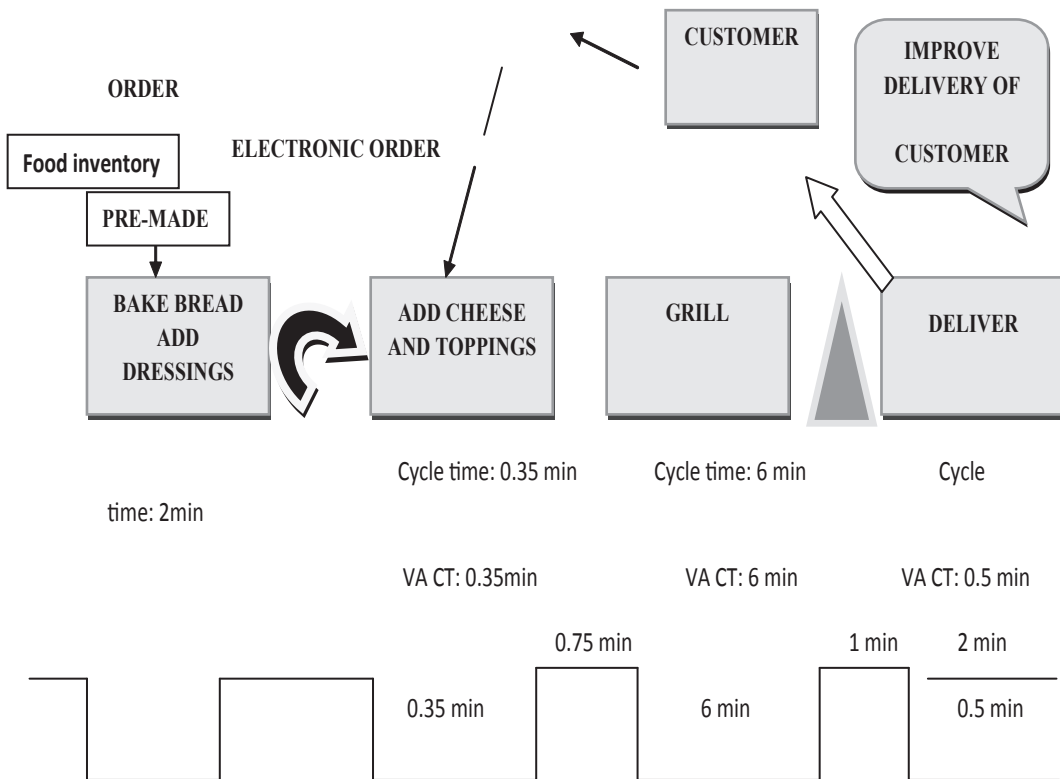 CUSTOMER
IMPROVE
DELIVERY OF
CUSTOMER
ORDER
ELECTRONIC ORDER
Food inventory
PRE-MADE
BAKE BREAD
ADD
DRESSINGS
ADD CHEESE
AND TOPPINGS
GRILL
DELIVER
Cycle time: 0.35 min
Cycle time: 6 min
Cycle
time: 2min
VA CT: 0.35min
VA CT: 6 min
VA CT: 0.5 min
0.75 min
1 min
2 min
0.35 min
6 min
0.5 min